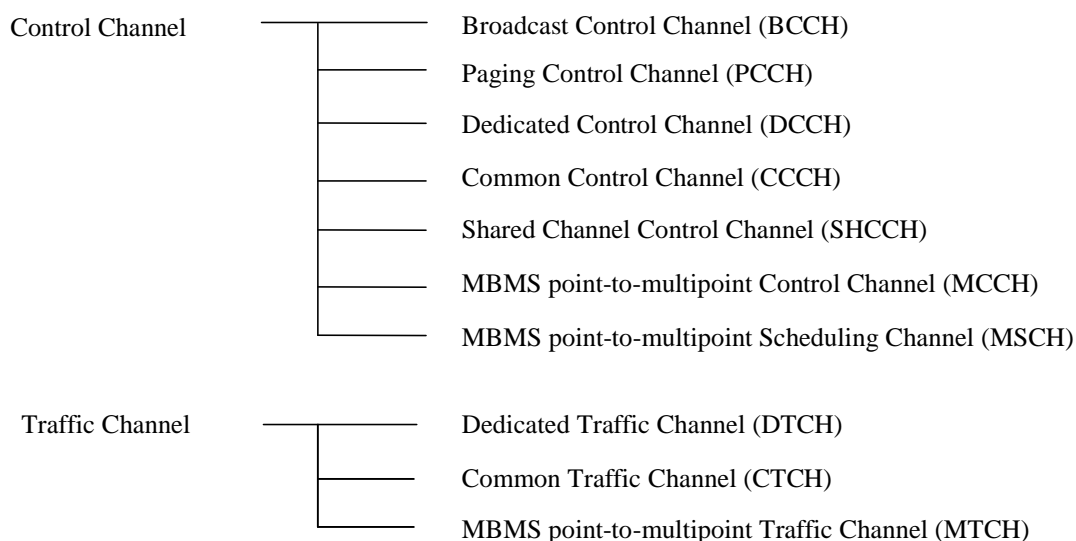 Control Channel
Broadcast Control Channel (BCCH)
Paging Control Channel (PCCH)
Dedicated Control Channel (DCCH)
Common Control Channel (CCCH)
Shared Channel Control Channel (SHCCH)
MBMS point-to-multipoint Control Channel (MCCH)
MBMS point-to-multipoint Scheduling Channel (MSCH)
Traffic Channel
Dedicated Traffic Channel (DTCH)
Common Traffic Channel (CTCH)
MBMS point-to-multipoint Traffic Channel (MTCH)